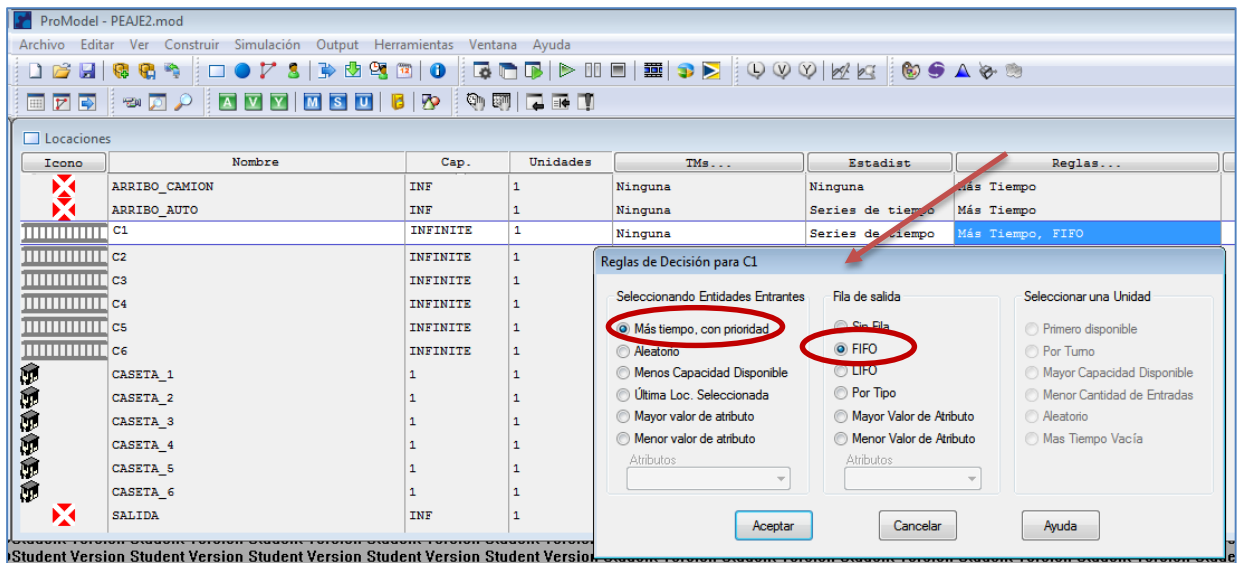 ProModel - PEAJE2.mod
Archivo Editar Ver Construir Simulación Output Herramientas Ventana Ayuda
Locaciones
Icono Nombre Cap. Unidades TMs... Estadist Reglas...
ARRIBO_CAMION INF 1 Ninguna Ninguna Más Tiempo
ARRIBO_AUTO INF 1 Ninguna Series de tiempo Más Tiempo
C1 INFINITE 1 Ninguna Series de tiempo Más Tiempo, FIFO
C2 INFINITE 1
C3 INFINITE 1
C4 INFINITE 1
C5 INFINITE 1
C6 INFINITE 1
CASETA_1 1 1
CASETA_2 1 1
CASETA_3 1 1
CASETA_4 1 1
CASETA_5 1 1
CASETA_6 1 1
SALIDA INF 1
Reglas de Decisión para C1
Seleccionando Entidades Entrantes
Más tiempo, con prioridad
Aleatorio
Menos Capacidad Disponible
Última Loc. Seleccionada
Mayor valor de atributo
Menor valor de atributo
Atributos
Fila de salida
Sin Fila
FIFO
LIFO
Por Tipo
Mayor Valor de Atributo
Menor Valor de Atributo
Atributos
Seleccionar una Unidad
Primero disponible
Por Turno
Mayor Capacidad Disponible
Menor Cantidad de Entradas
Aleatorio
Mas Tiempo Vacía
Aceptar Cancelar Ayuda
Student Version Student Version Student Version Student Version Student Version